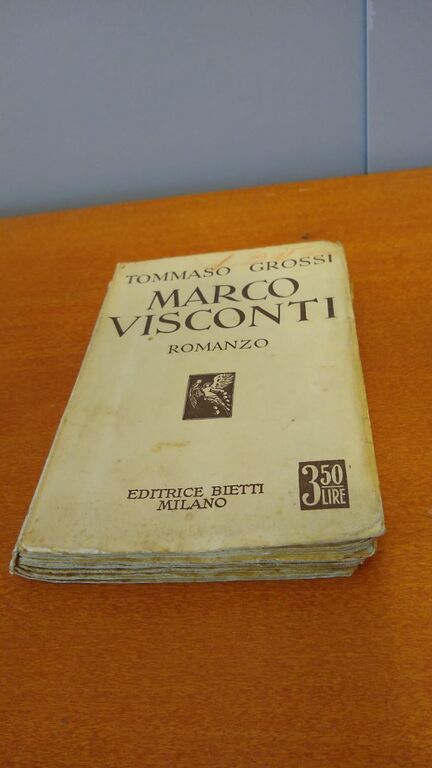 TOMMASO GROSSI
MARCO
VISCONTI
ROMANZO
EDITRICE BIETTI
MILANO
3,50
LIRE